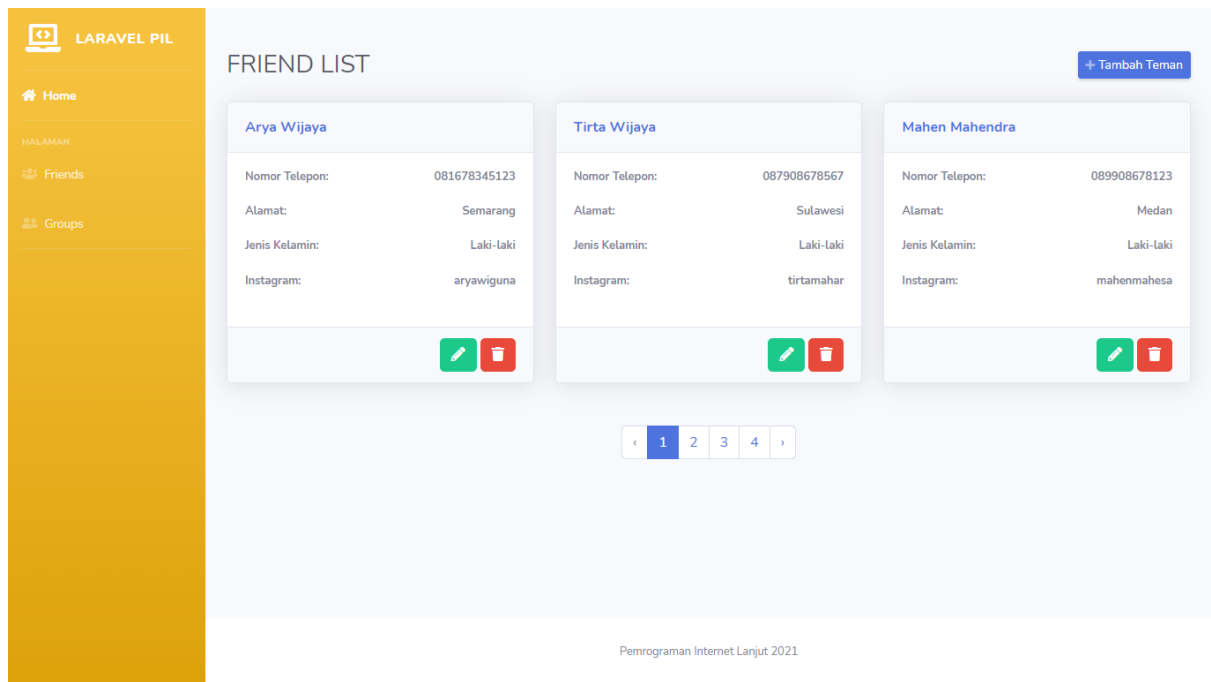 LARAVEL PIL
Home
HALAMAN
Friends
Groups
FRIEND LIST
+ Tambah Teman
Arya Wijaya
Nomor Telepon: 081678345123
Alamat: Semarang
Jenis Kelamin: Laki-laki
Instagram: aryawiguna
Tirta Wijaya
Nomor Telepon: 087908678567
Alamat: Sulawesi
Jenis Kelamin: Laki-laki
Instagram: tirtamahar
Mahen Mahendra
Nomor Telepon: 089908678123
Alamat: Medan
Jenis Kelamin: Laki-laki
Instagram: mahenmahesa
‹ 1 2 3 4 ›
Pemrograman Internet Lanjut 2021